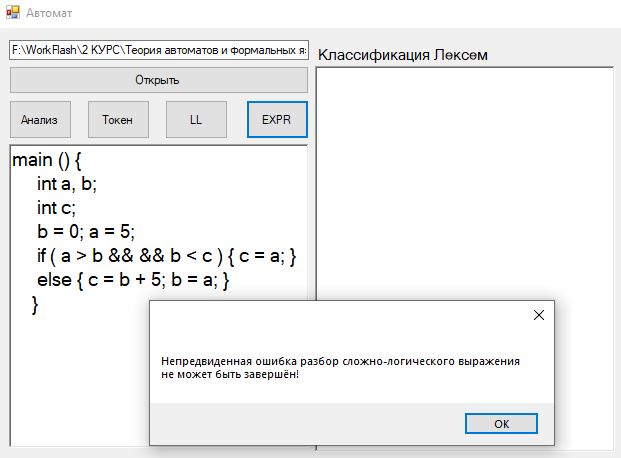 Автомат
F:\WorkFlash\2 КУРС\Теория автоматов и формальных я
Классификация Лексем
Открыть
Анализ
Токен
LL
EXPR
main () {
int a, b;
int c;
b = 0; a = 5;
if ( a > b && && b < c ) { c = a; }
else { c = b + 5; b = a; }
}
Непредвиденная ошибка разбор сложно-логического выражения
не может быть завершён!
OK